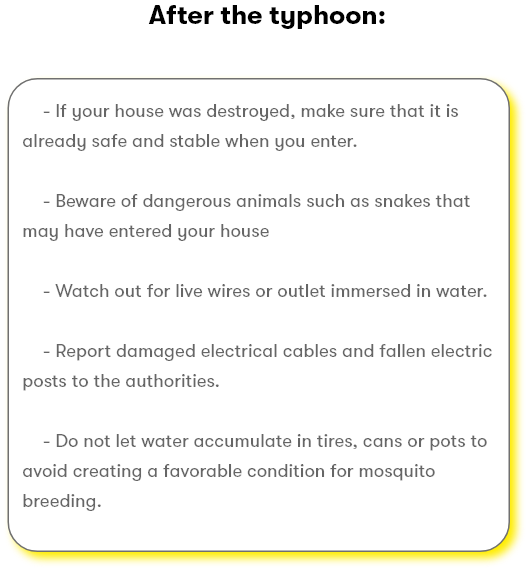 After the typhoon:
- If your house was destroyed, make sure that it is
already safe and stable when you enter.
- Beware of dangerous animals such as snakes that
may have entered your house
- Watch out for live wires or outlet immersed in water.
- Report damaged electrical cables and fallen electric
posts to the authorities.
- Do not let water accumulate in tires, cans or pots to
avoid creating a favorable condition for mosquito
breeding.